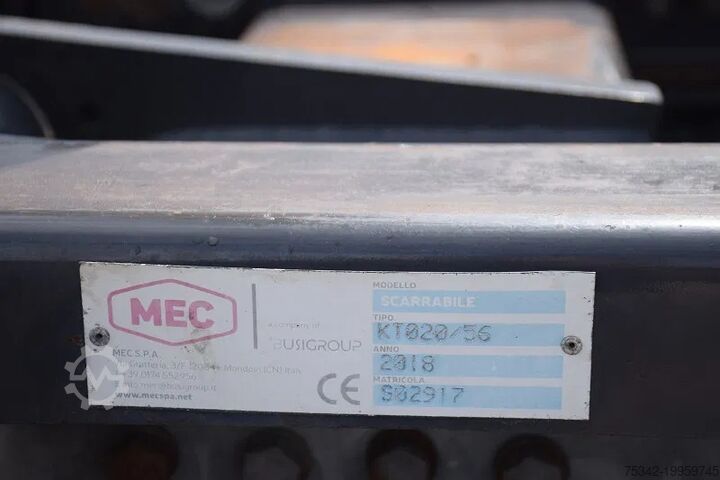 MEC
a company of
BUSIGROUP
MEC S.P.A.
www.mecspa.net
CE
MODELLO
SCARRABILE
TIPO
KT020/56
ANNO
2018
MATRICOLA
S02917
75342-19959745